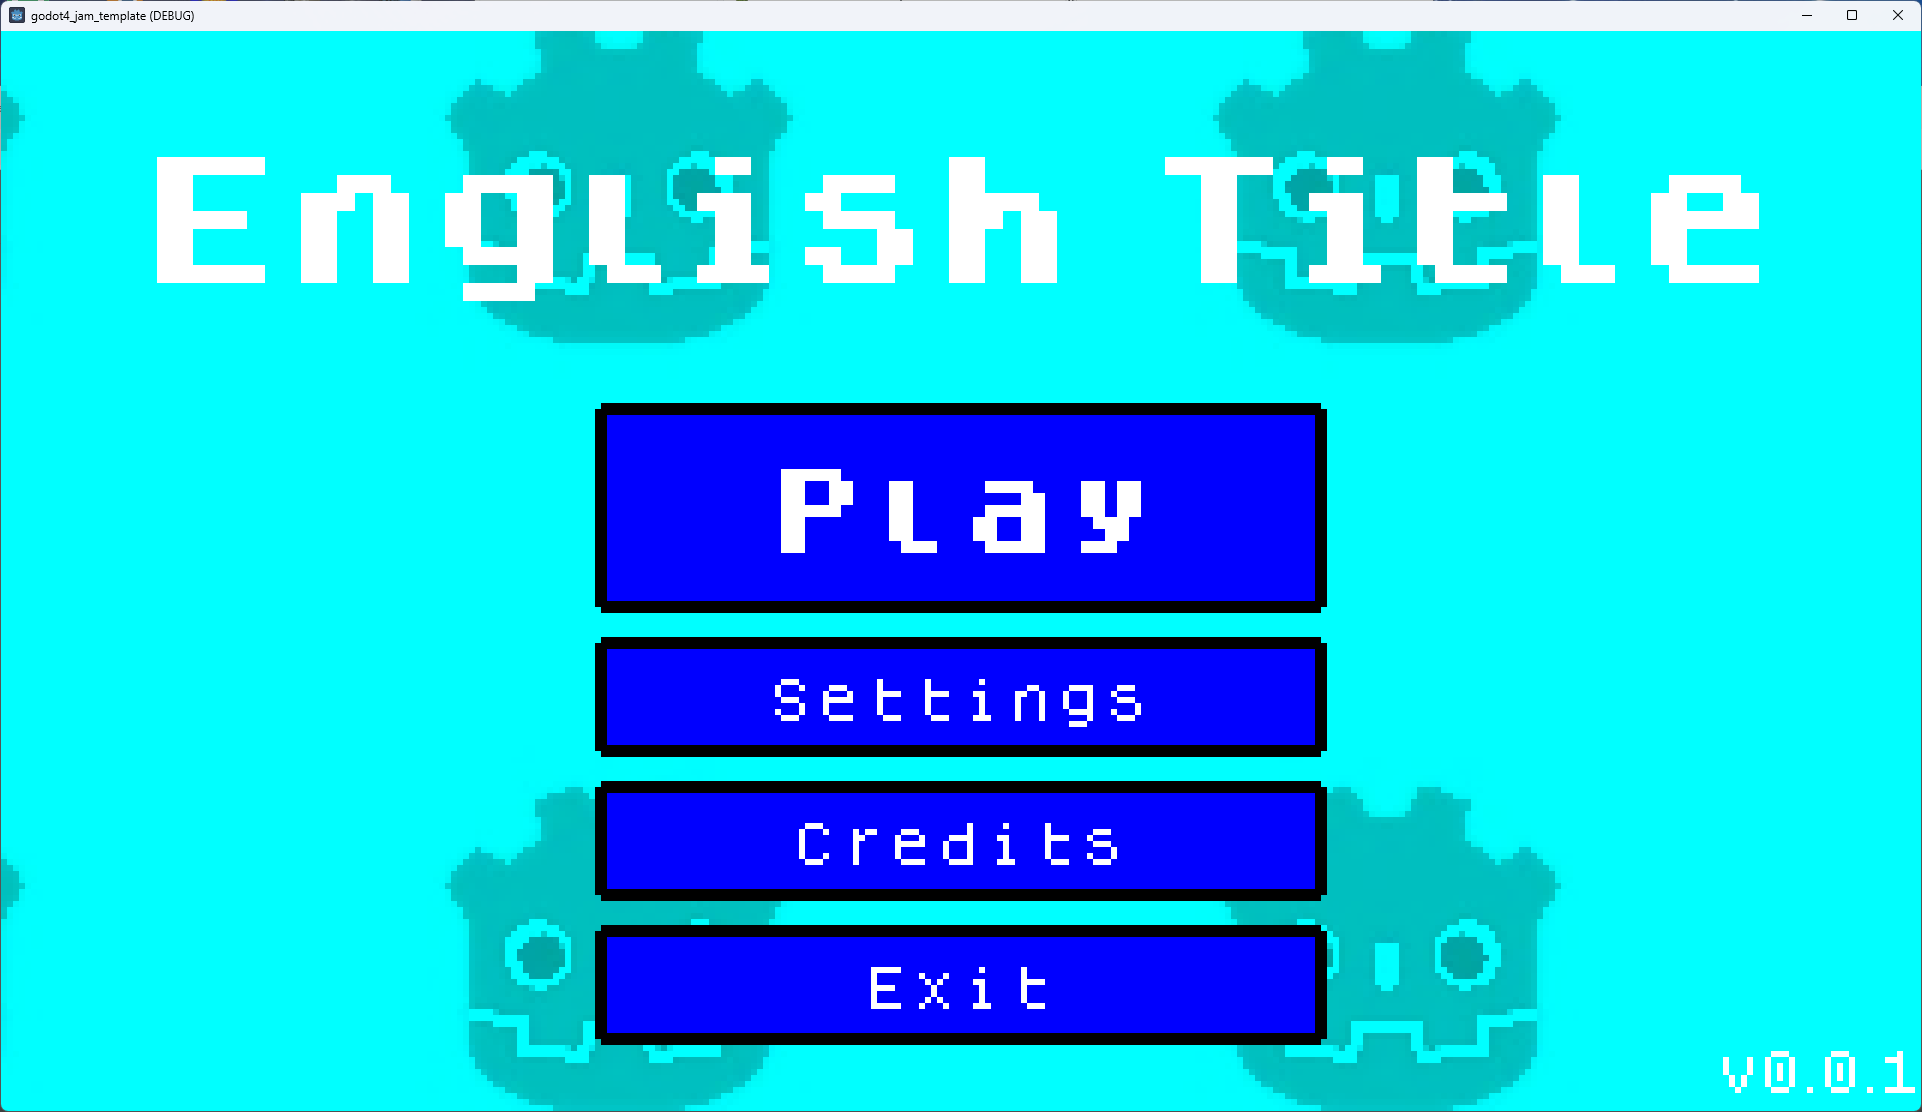 godot4_jam_template (DEBUG)
English Title
Play
Settings
Credits
Exit
v0.0.1